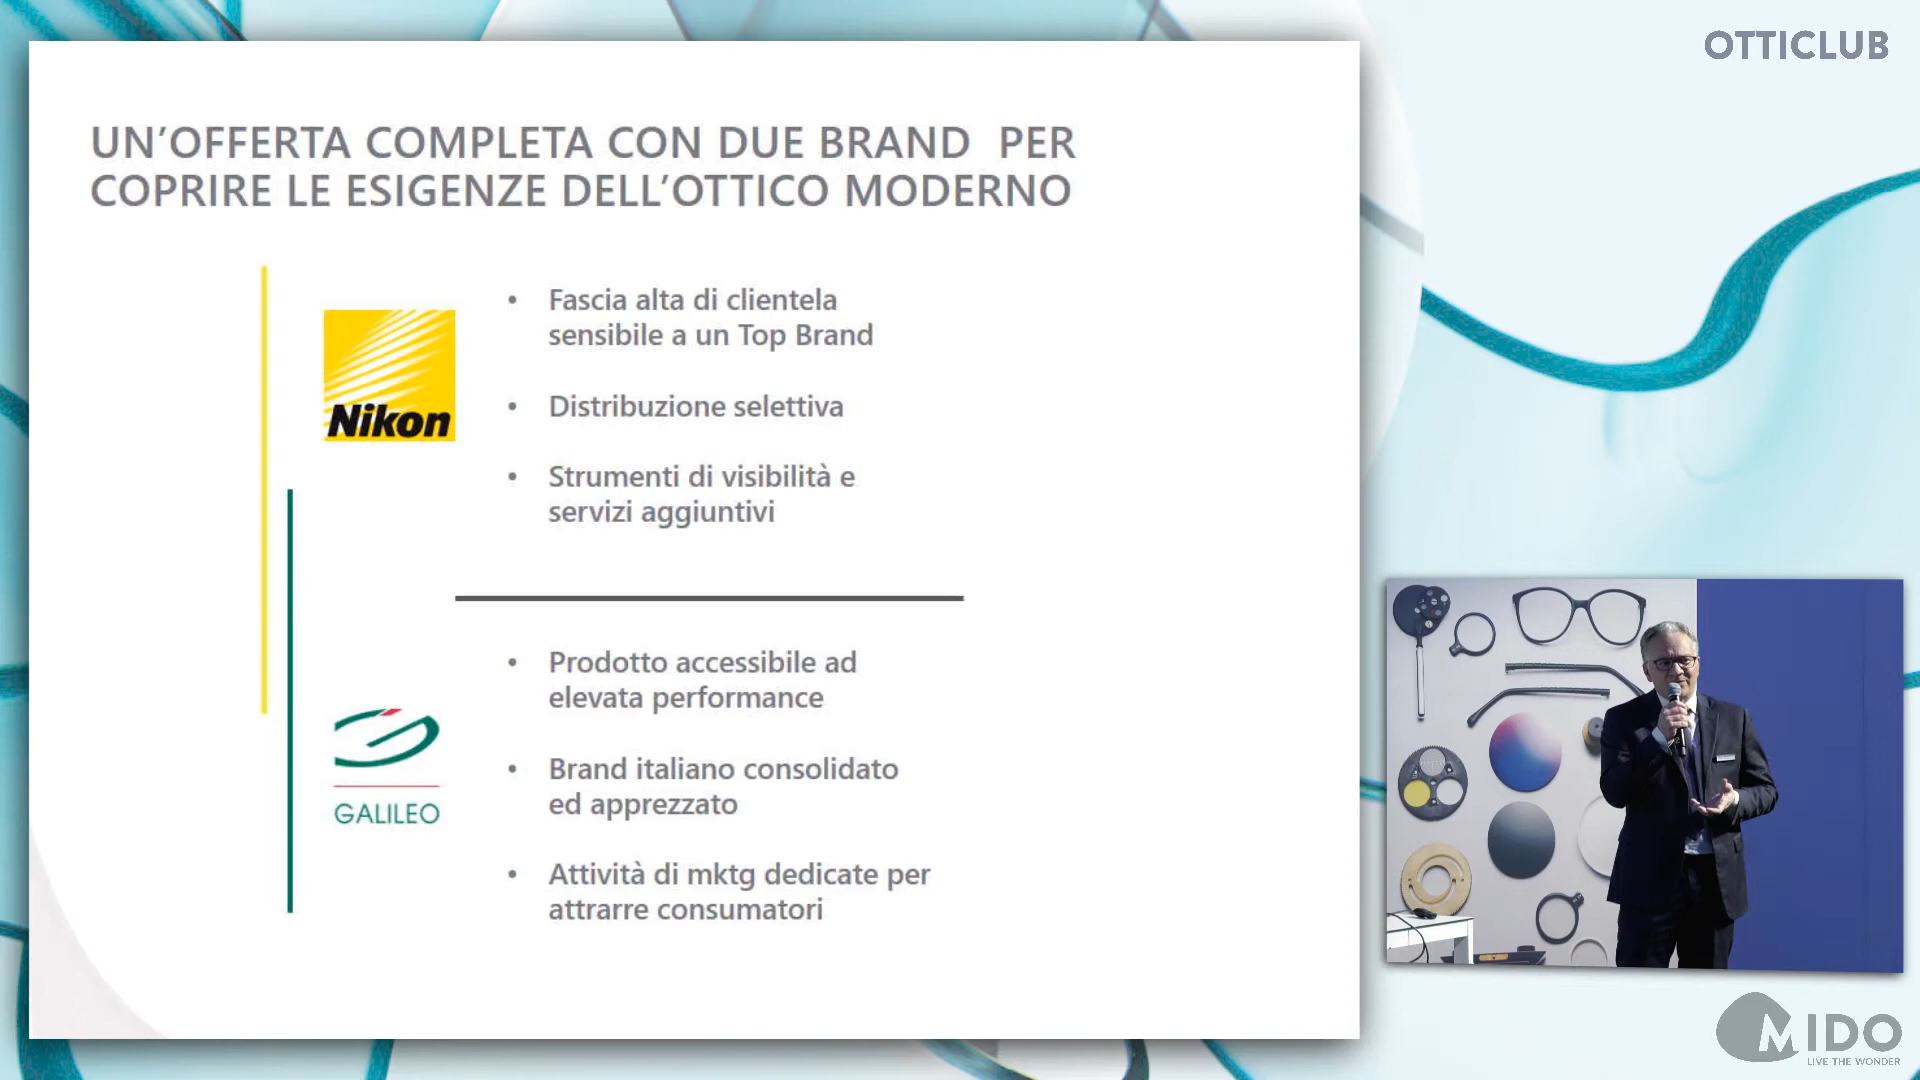 OTTICLUB
UN’OFFERTA COMPLETA CON DUE BRAND PER
COPRIRE LE ESIGENZE DELL’OTTICO MODERNO
Nikon
• Fascia alta di clientela
sensibile a un Top Brand
• Distribuzione selettiva
• Strumenti di visibilità e
servizi aggiuntivi
GALILEO
• Prodotto accessibile ad
elevata performance
• Brand italiano consolidato
ed apprezzato
• Attività di mktg dedicate per
attrarre consumatori
MIDO
LIVE THE WONDER